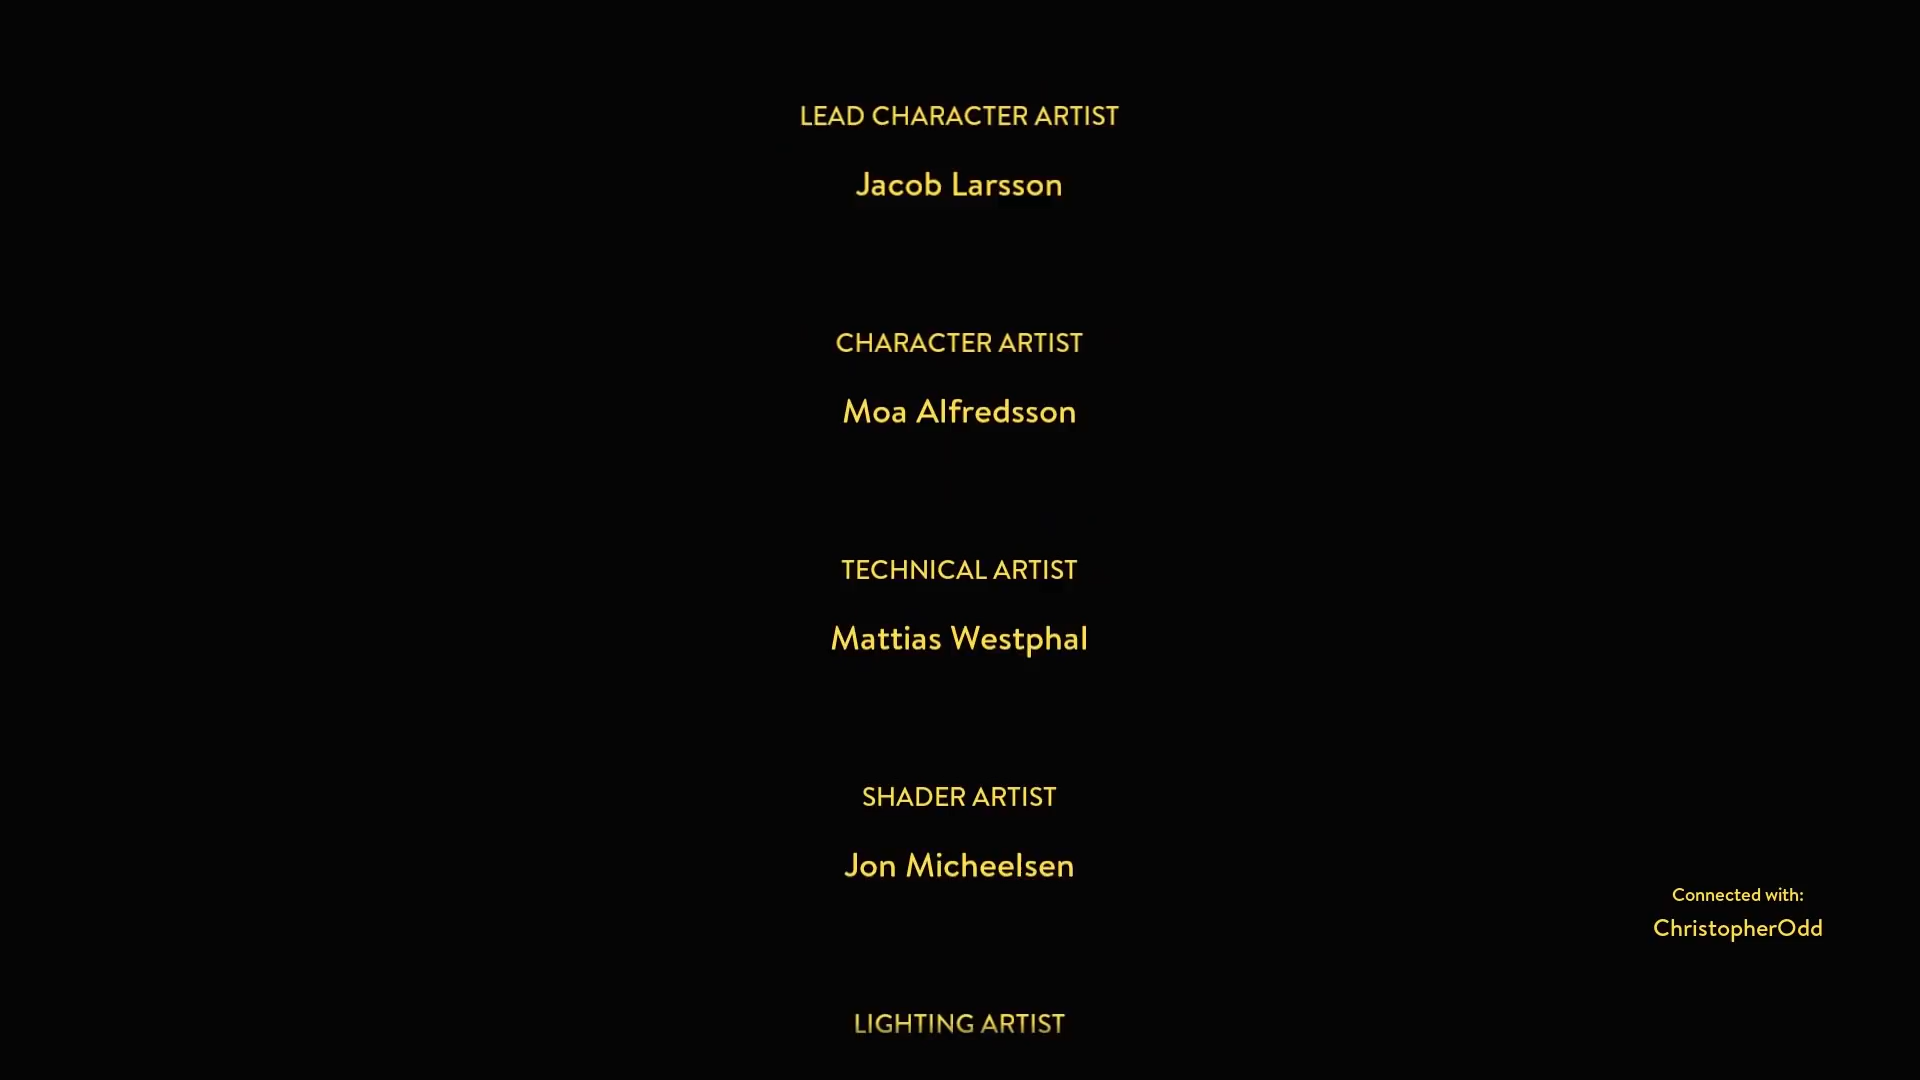 LEAD CHARACTER ARTIST
Jacob Larsson
CHARACTER ARTIST
Moa Alfredsson
TECHNICAL ARTIST
Mattias Westphal
SHADER ARTIST
Jon Micheelsen
Connected with:
ChristopherOdd
LIGHTING ARTIST